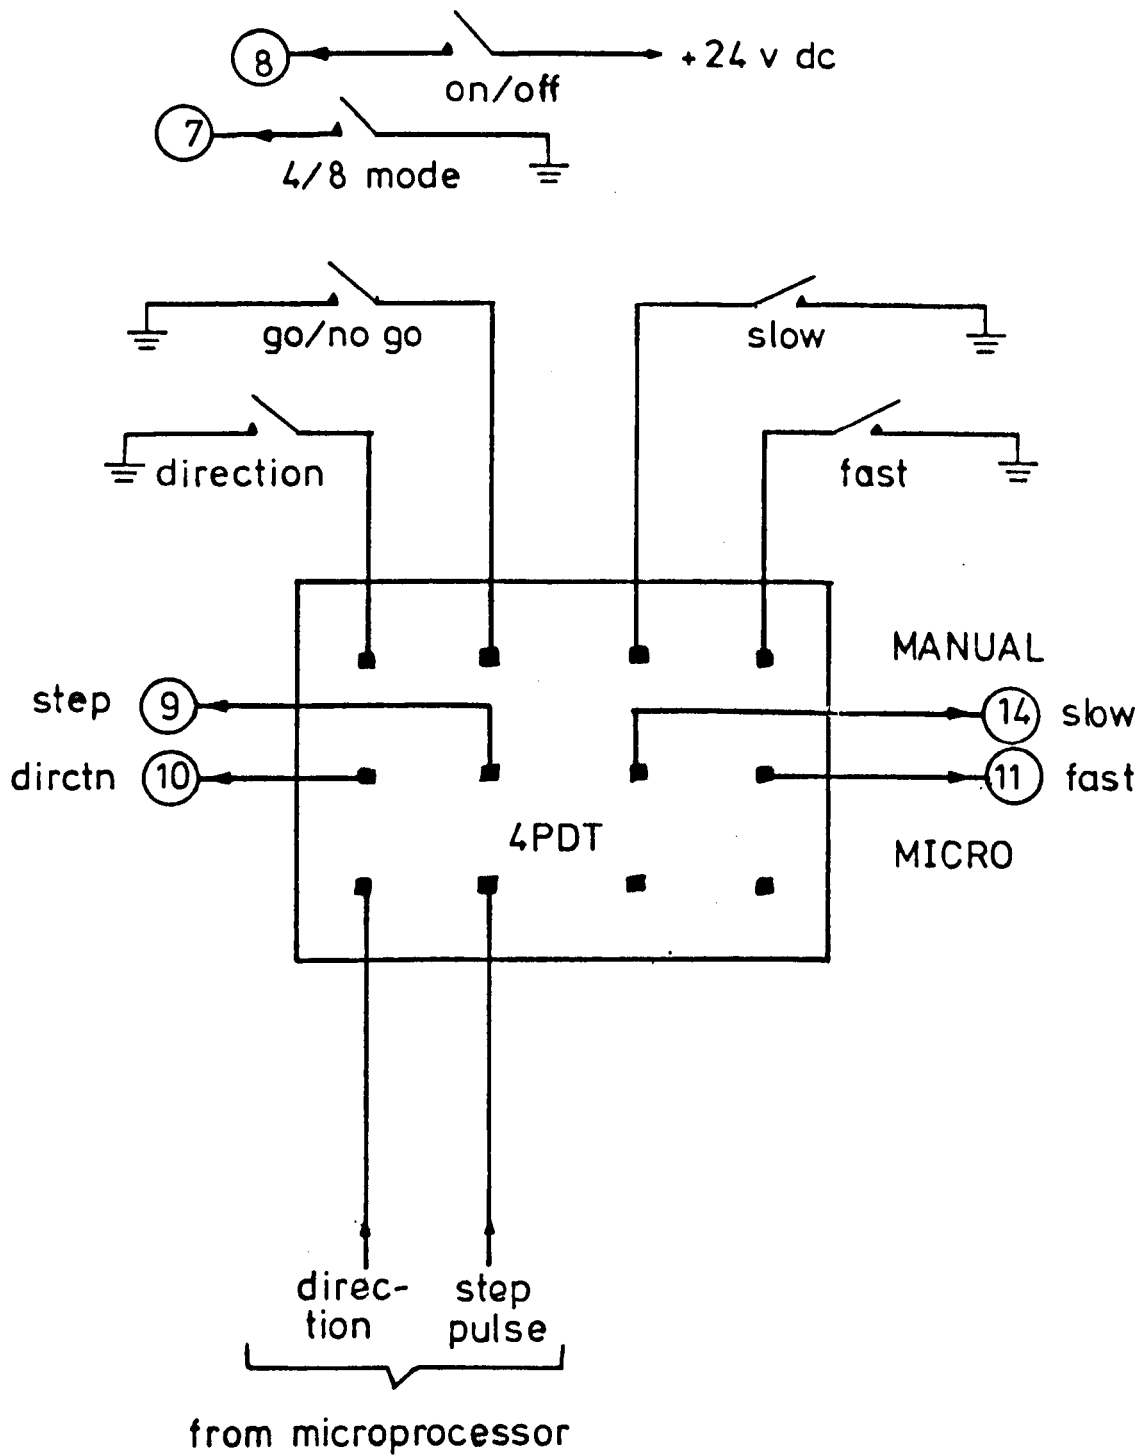 8
+24 v dc
on/off
7
4/8 mode
go/no go
slow
direction
fast
MANUAL
step 9
14 slow
dirctn 10
11 fast
4PDT
MICRO
direc-
tion
step
pulse
from microprocessor